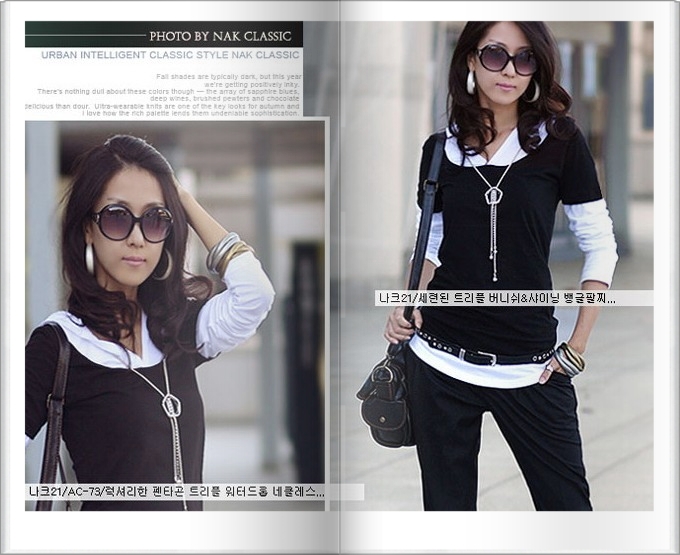 PHOTO BY NAK CLASSIC
URBAN INTELLIGENT CLASSIC STYLE NAK CLASSIC
Fall shades are typically dark, but this year
we're getting positively inky.
There's nothing dull about these colors though — the array of sapphire blues,
deep wines, brushed pewters and chocolate
delicious than dour. Ultra-wearable knits are one of the key looks for autumn and
I love how the rich palette lends them undeniable sophistication.
나크21/세련된 트리플 버니쉬&샤이닝 뱅글팔찌...
나크21/AC-73/럭셔리한 펜타곤 트리플 워터드롭 네클레스...